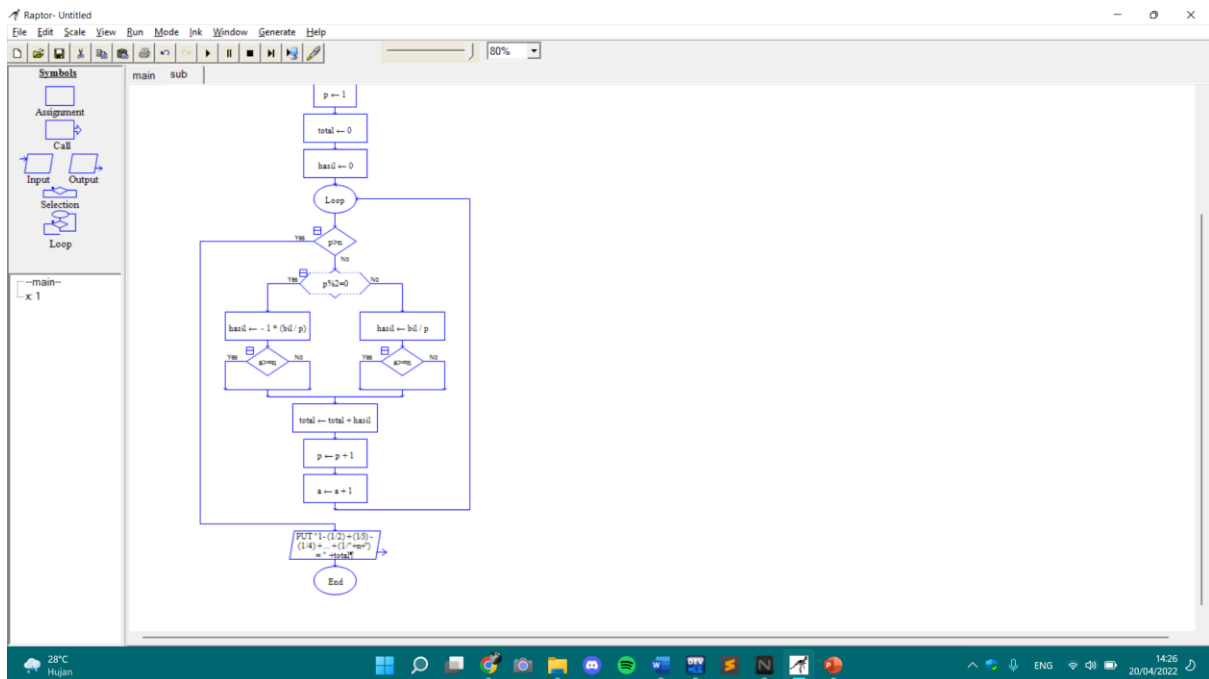 Raptor- Untitled
File Edit Scale View Run Mode Ink Window Generate Help
80%
Symbols
Assignment
Call
Input Output
Selection
Loop
--main--
x: 1
main sub
p ← 1
total ← 0
hasil ← 0
Loop
Yes p>n
No
Yes p%2=0 No
hasil ← - 1 * (bil / p) hasil ← bil / p
Yes a>=n No Yes a>=n No
total ← total + hasil
p ← p + 1
a ← a + 1
PUT "1- (1/2) + (1/3) -
(1/4) + ... + (1/"+n+")
= " +total¶
End
28°C
Hujan
DEV
ENG
14:26
20/04/2022